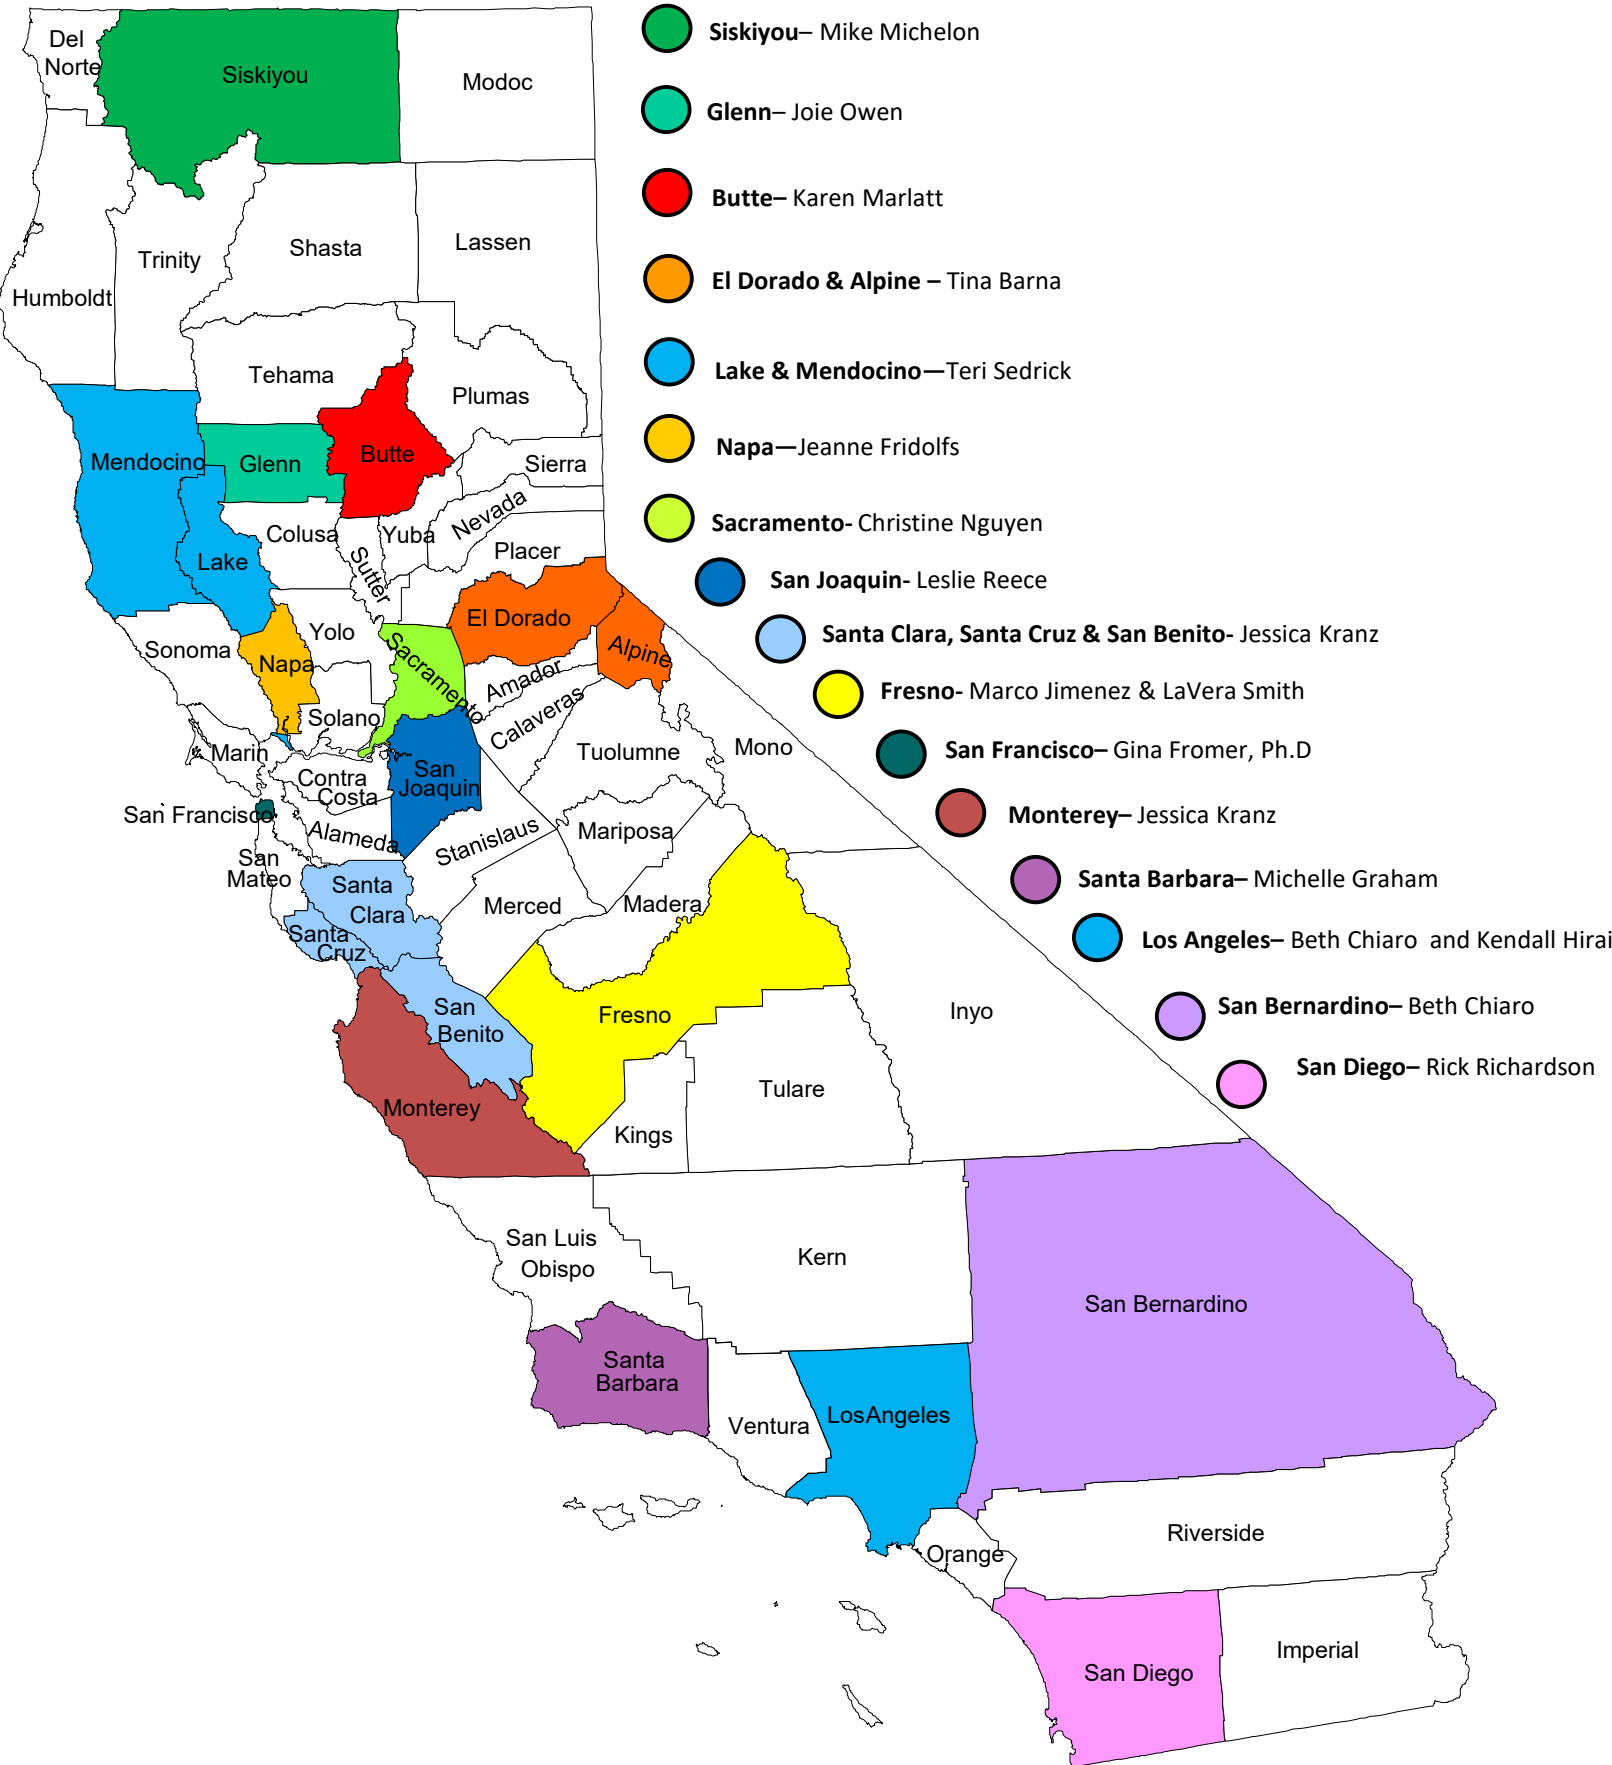 Siskiyou– Mike Michelon
Glenn– Joie Owen
Butte– Karen Marlatt
El Dorado & Alpine – Tina Barna
Lake & Mendocino—Teri Sedrick
Napa—Jeanne Fridolfs
Sacramento- Christine Nguyen
San Joaquin- Leslie Reece
Santa Clara, Santa Cruz & San Benito- Jessica Kranz
Fresno- Marco Jimenez & LaVera Smith
San Francisco– Gina Fromer, Ph.D
Monterey– Jessica Kranz
Santa Barbara– Michelle Graham
Los Angeles– Beth Chiaro and Kendall Hirai
San Bernardino– Beth Chiaro
San Diego– Rick Richardson
Del
Norte
Siskiyou
Modoc
Humboldt
Trinity
Shasta
Lassen
Tehama
Plumas
Mendocino
Glenn
Butte
Sierra
Colusa
Yuba
Nevada
Sutter
Placer
Lake
El Dorado
Yolo
Sonoma
Napa
Sacramento
Alpine
Amador
Solano
Calaveras
Marin
Tuolumne
Mono
Contra
Costa
San
Joaquin
San Francisco
Alameda
Stanislaus
Mariposa
San
Mateo
Santa
Clara
Merced
Madera
Santa
Cruz
San
Benito
Fresno
Inyo
Monterey
Kings
Tulare
San Luis
Obispo
Kern
San Bernardino
Santa
Barbara
Ventura
LosAngeles
Orange
Riverside
San Diego
Imperial